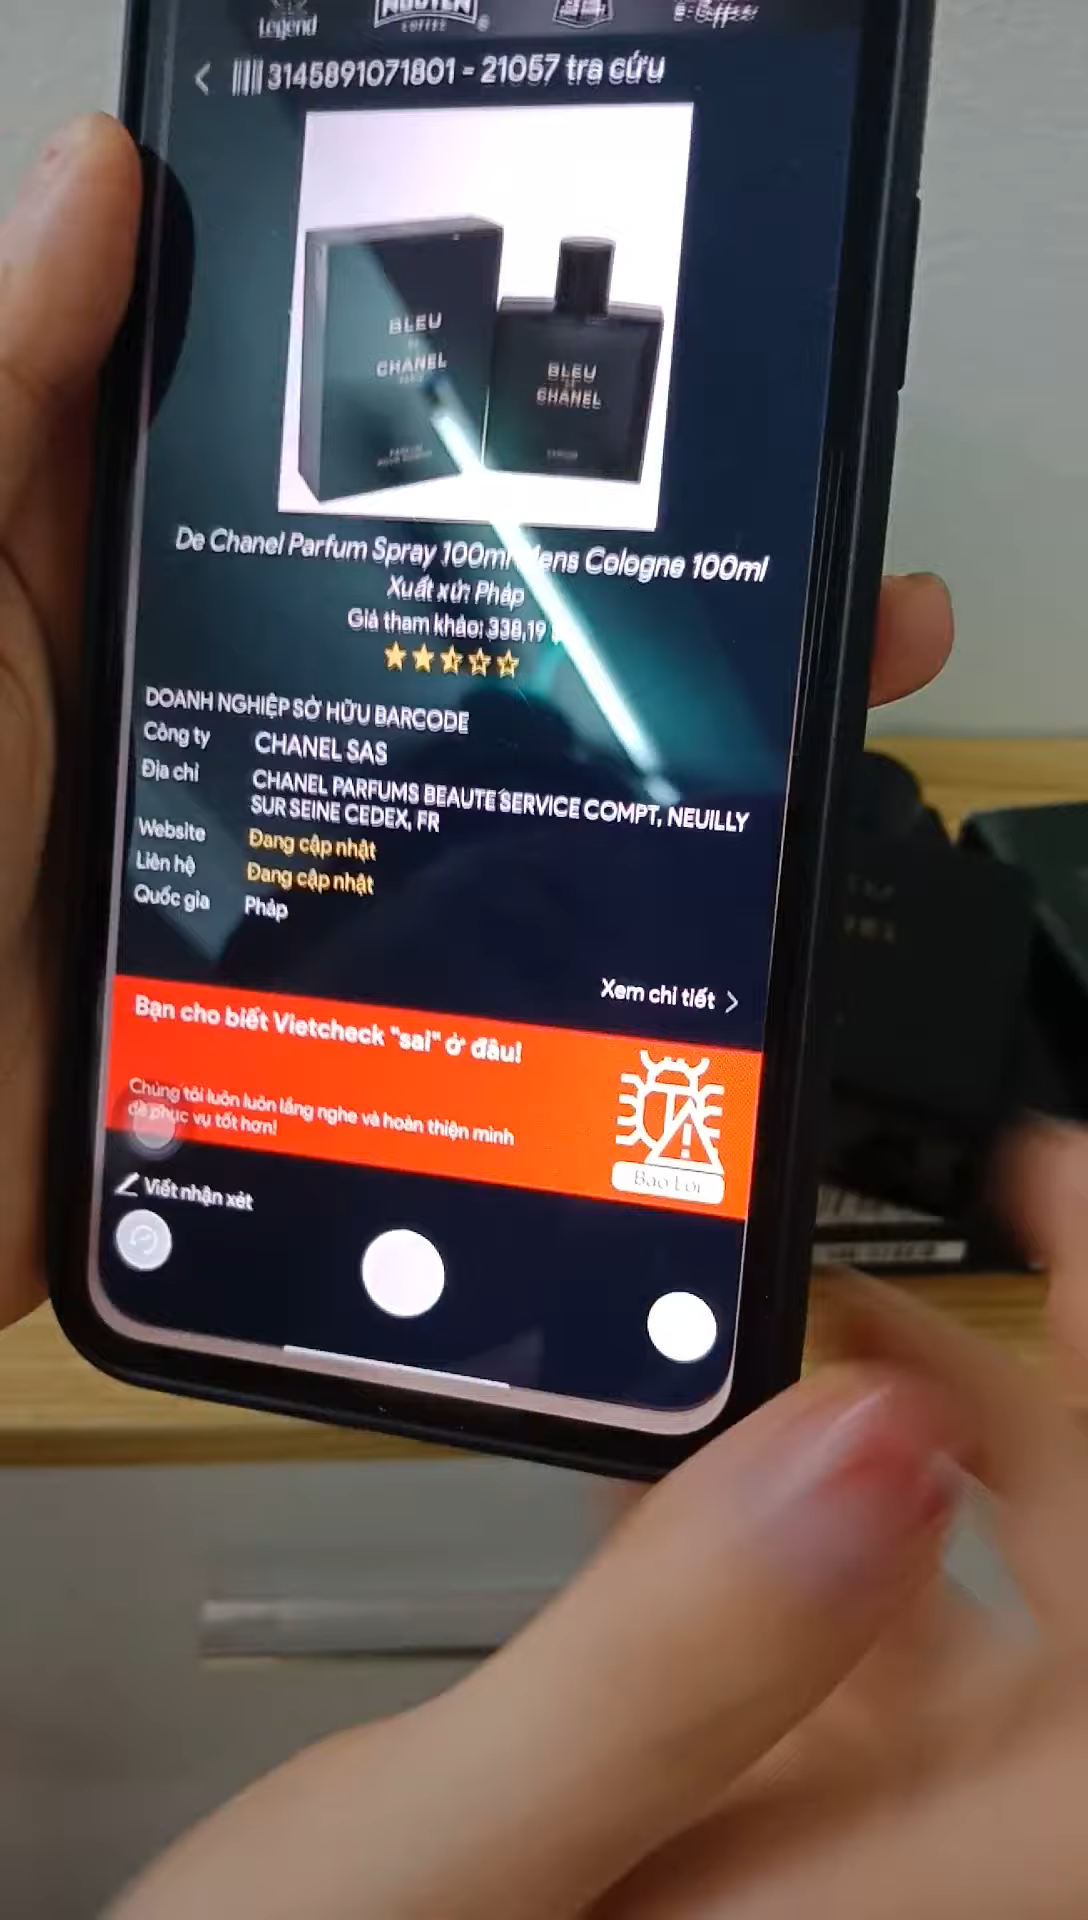 Legend
COFFEE
3145891071801 - 21057 tra cứu
BLEU
DE
CHANEL
BLEU
DE
CHANEL
De Chanel Parfum Spray 100ml Mens Cologne 100ml
Xuất xứ: Pháp
Giá tham khảo: 338,19
DOANH NGHIỆP SỞ HỮU BARCODE
Công ty CHANEL SAS
Địa chỉ CHANEL PARFUMS BEAUTE SERVICE COMPT, NEUILLY
SUR SEINE CEDEX, FR
Website Đang cập nhật
Liên hệ Đang cập nhật
Quốc gia Pháp
Xem chi tiết
Bạn cho biết Vietcheck "sai" ở đâu!
Chúng tôi luôn luôn lắng nghe và hoàn thiện mình
để phục vụ tốt hơn!
Báo Lỗi
Viết nhận xét